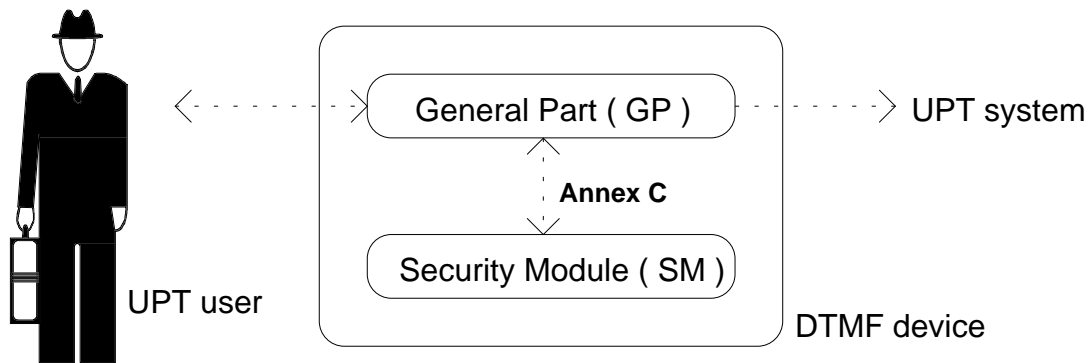 General Part ( GP )
UPT system
Annex C
Security Module ( SM )
UPT user
DTMF device